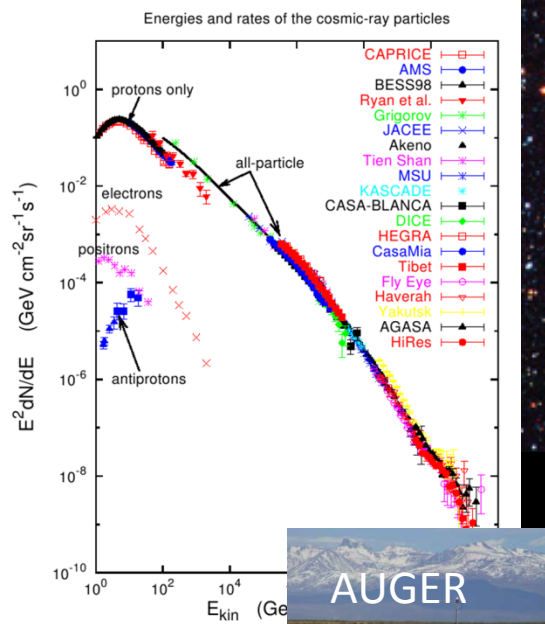 Energies and rates of the cosmic-ray particles
CAPRICE
AMS
BESS98
Ryan et al.
Grigorov
JACEE
Akeno
Tien Shan
MSU
KASCADE
CASA-BLANCA
DICE
HEGRA
CasaMia
Tibet
Fly Eye
Haverah
Yakutsk
AGASA
HiRes
protons only
all-particle
electrons
positrons
antiprotons
E²dN/dE (GeV cm⁻²sr⁻¹s⁻¹)
10⁰
10⁻²
10⁻⁴
10⁻⁶
10⁻⁸
10⁻¹⁰
10⁰ 10² 10⁴
E_kin (Ge
AUGER